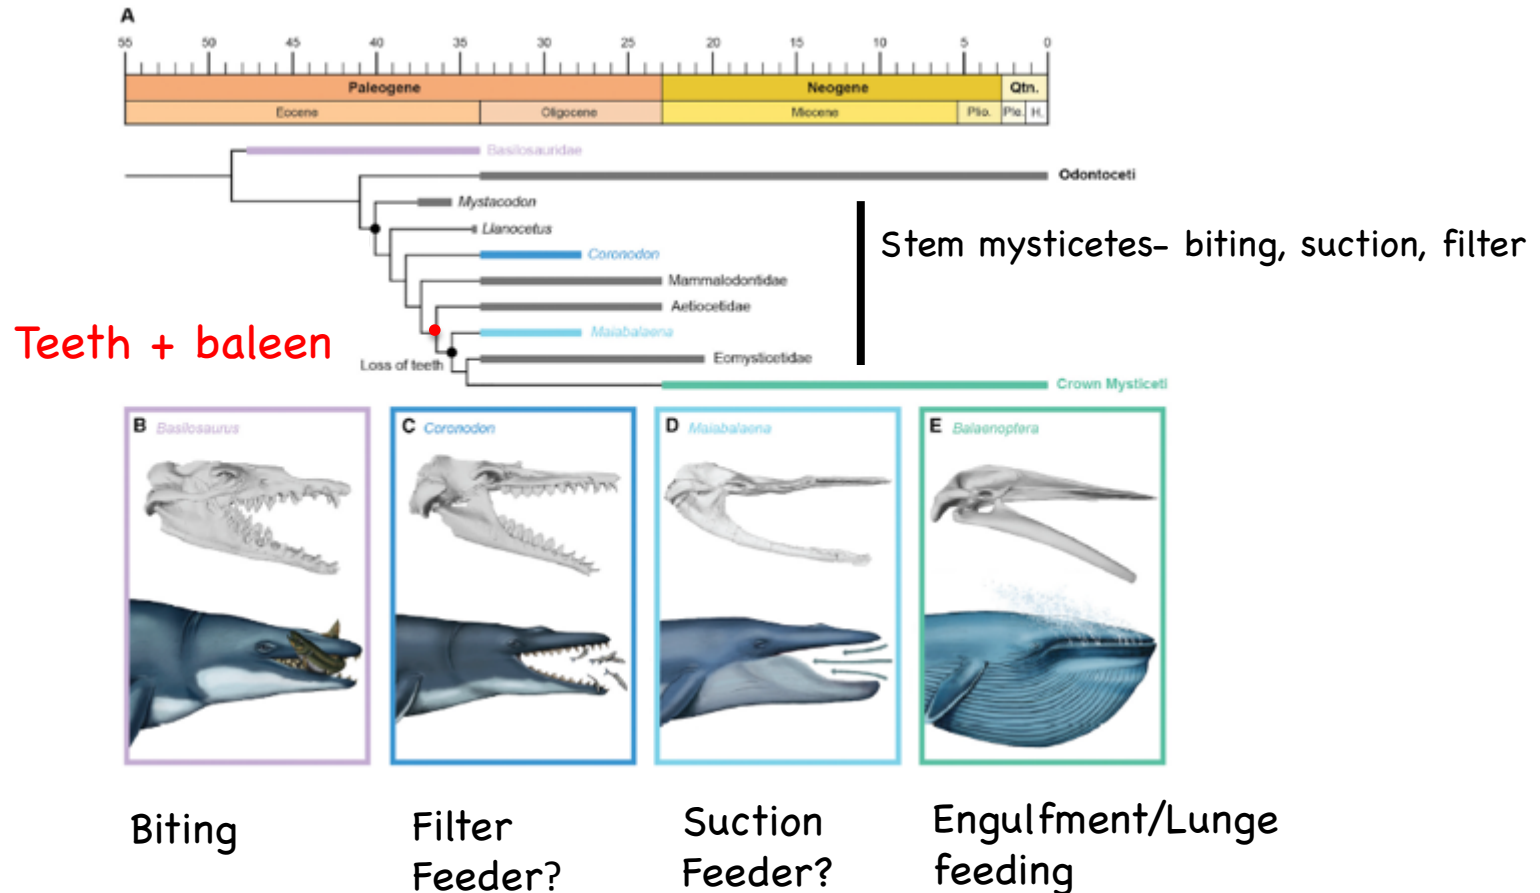 A
55 50 45 40 35 30 25 20 15 10 5 0
Paleogene Neogene Qtn.
Eocene Oligocene Miocene Plio. Ple. H.
Basilosauridae
Odontoceti
Mystacodon
Llanocetus
Stem mysticetes- biting, suction, filter
Coronodon
Mammalodontidae
Aetiocetidae
Teeth + baleen
Maiabalaena
Eomysticetidae
Loss of teeth
Crown Mysticeti
B Basilosaurus
C Coronodon
D Maiabalaena
E Balaenoptera
Biting
Filter
Feeder?
Suction
Feeder?
Engulfment/Lunge
feeding